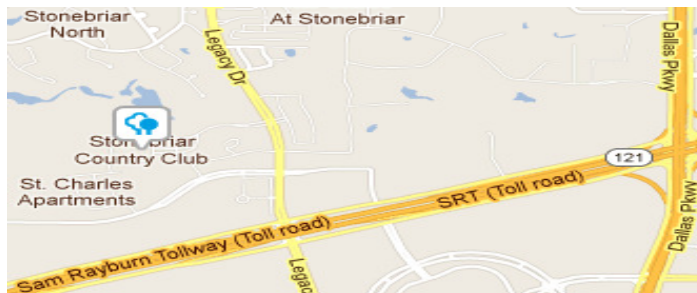 Stonebriar
North
At Stonebriar
Legacy Dr
Dallas Pkwy
Stonebriar
Country Club
121
St. Charles
Apartments
SRT (Toll road)
Sam Rayburn Tollway (Toll road)
Legac
Dallas Pkwy